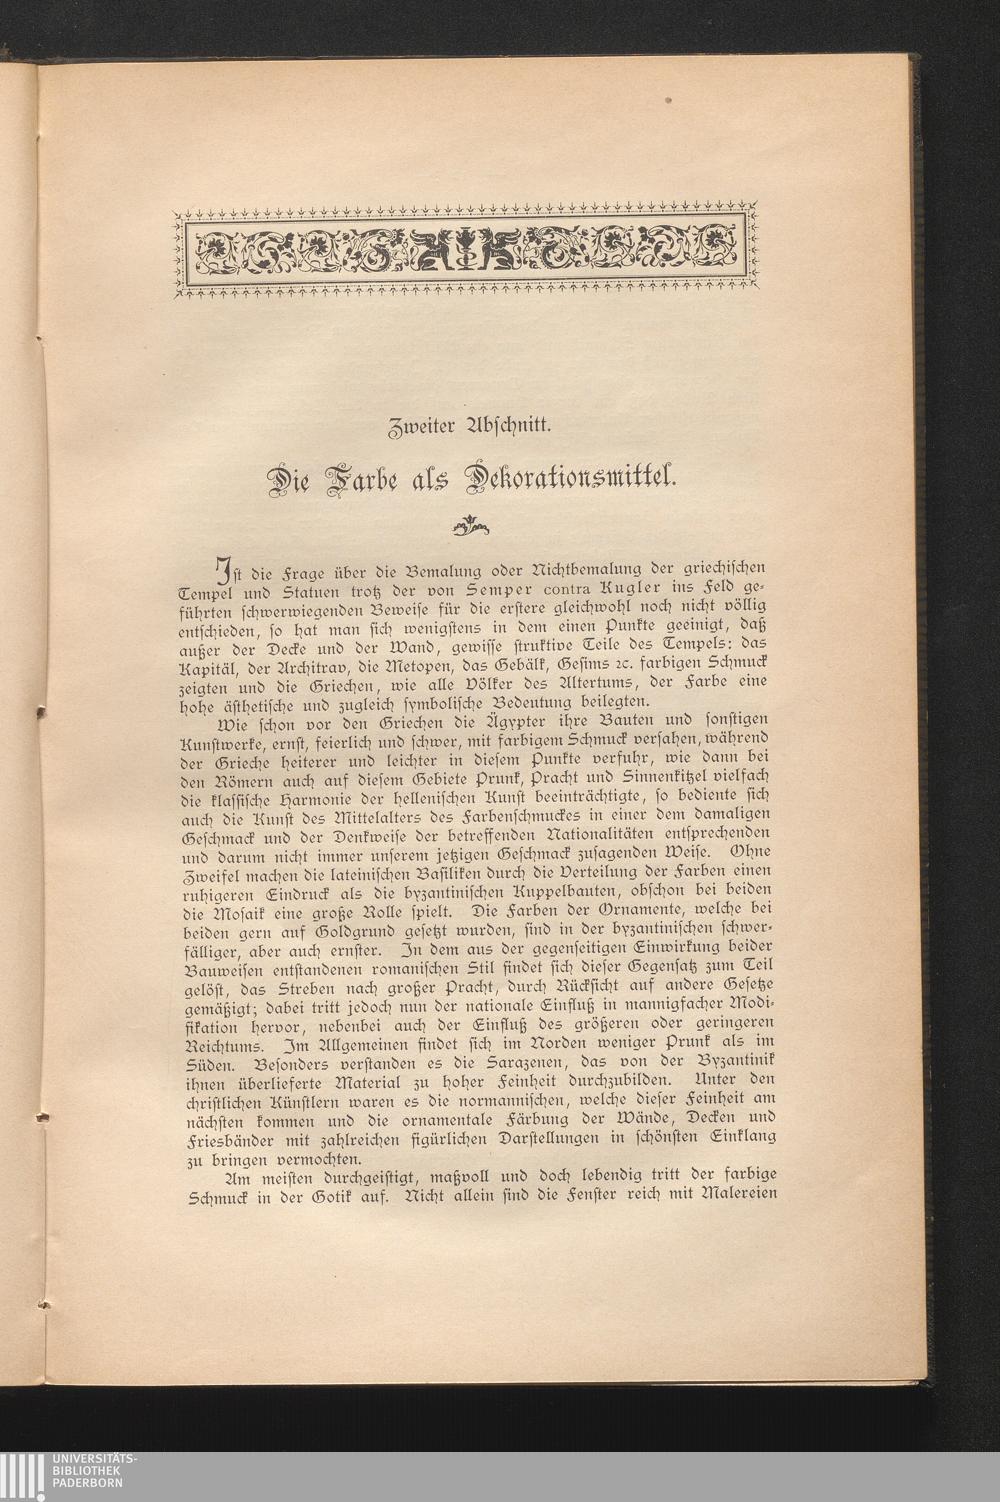 Zweiter Abschnitt.
Die Farbe als Dekorationsmittel.
Ist die Frage über die Bemalung oder Nichtbemalung der griechischen
Tempel und Statuen trotz der von Semper contra Kugler ins Feld ge-
führten schwerwiegenden Beweise für die erstere gleichwohl noch nicht völlig
entschieden, so hat man sich wenigstens in dem einen Punkte geeinigt, daß
außer der Decke und der Wand, gewisse struktive Teile des Tempels: das
Kapitäl, der Architrav, die Metopen, das Gebälk, Gesims ꝛc. farbigen Schmuck
zeigten und die Griechen, wie alle Völker des Altertums, der Farbe eine
hohe ästhetische und zugleich symbolische Bedeutung beilegten.
Wie schon vor den Griechen die Ägypter ihre Bauten und sonstigen
Kunstwerke, ernst, feierlich und schwer, mit farbigem Schmuck versahen, während
der Grieche heiterer und leichter in diesem Punkte verfuhr, wie dann bei
den Römern auch auf diesem Gebiete Prunk, Pracht und Sinnenkitzel vielfach
die klassische Harmonie der hellenischen Kunst beeinträchtigte, so bediente sich
auch die Kunst des Mittelalters des Farbenschmuckes in einer dem damaligen
Geschmack und der Denkweise der betreffenden Nationalitäten entsprechenden
und darum nicht immer unserem jetzigen Geschmack zusagenden Weise. Ohne
Zweifel machen die lateinischen Basiliken durch die Verteilung der Farben einen
ruhigeren Eindruck als die byzantinischen Kuppelbauten, obschon bei beiden
die Mosaik eine große Rolle spielt. Die Farben der Ornamente, welche bei
beiden gern auf Goldgrund gesetzt wurden, sind in der byzantinischen schwer-
fälliger, aber auch ernster. In dem aus der gegenseitigen Einwirkung beider
Bauweisen entstandenen romanischen Stil findet sich dieser Gegensatz zum Teil
gelöst, das Streben nach großer Pracht, durch Rücksicht auf andere Gesetze
gemäßigt; dabei tritt jedoch nun der nationale Einfluß in mannigfacher Modi-
fikation hervor, nebenbei auch der Einfluß des größeren oder geringeren
Reichtums. Im Allgemeinen findet sich im Norden weniger Prunk als im
Süden. Besonders verstanden es die Sarazenen, das von der Byzantinik
ihnen überlieferte Material zu hoher Feinheit durchzubilden. Unter den
christlichen Künstlern waren es die normannischen, welche dieser Feinheit am
nächsten kommen und die ornamentale Färbung der Wände, Decken und
Friesbänder mit zahlreichen figürlichen Darstellungen in schönsten Einklang
zu bringen vermochten.
Am meisten durchgeistigt, maßvoll und doch lebendig tritt der farbige
Schmuck in der Gotik auf. Nicht allein sind die Fenster reich mit Malereien
UNIVERSITÄTS-
BIBLIOTHEK
PADERBORN